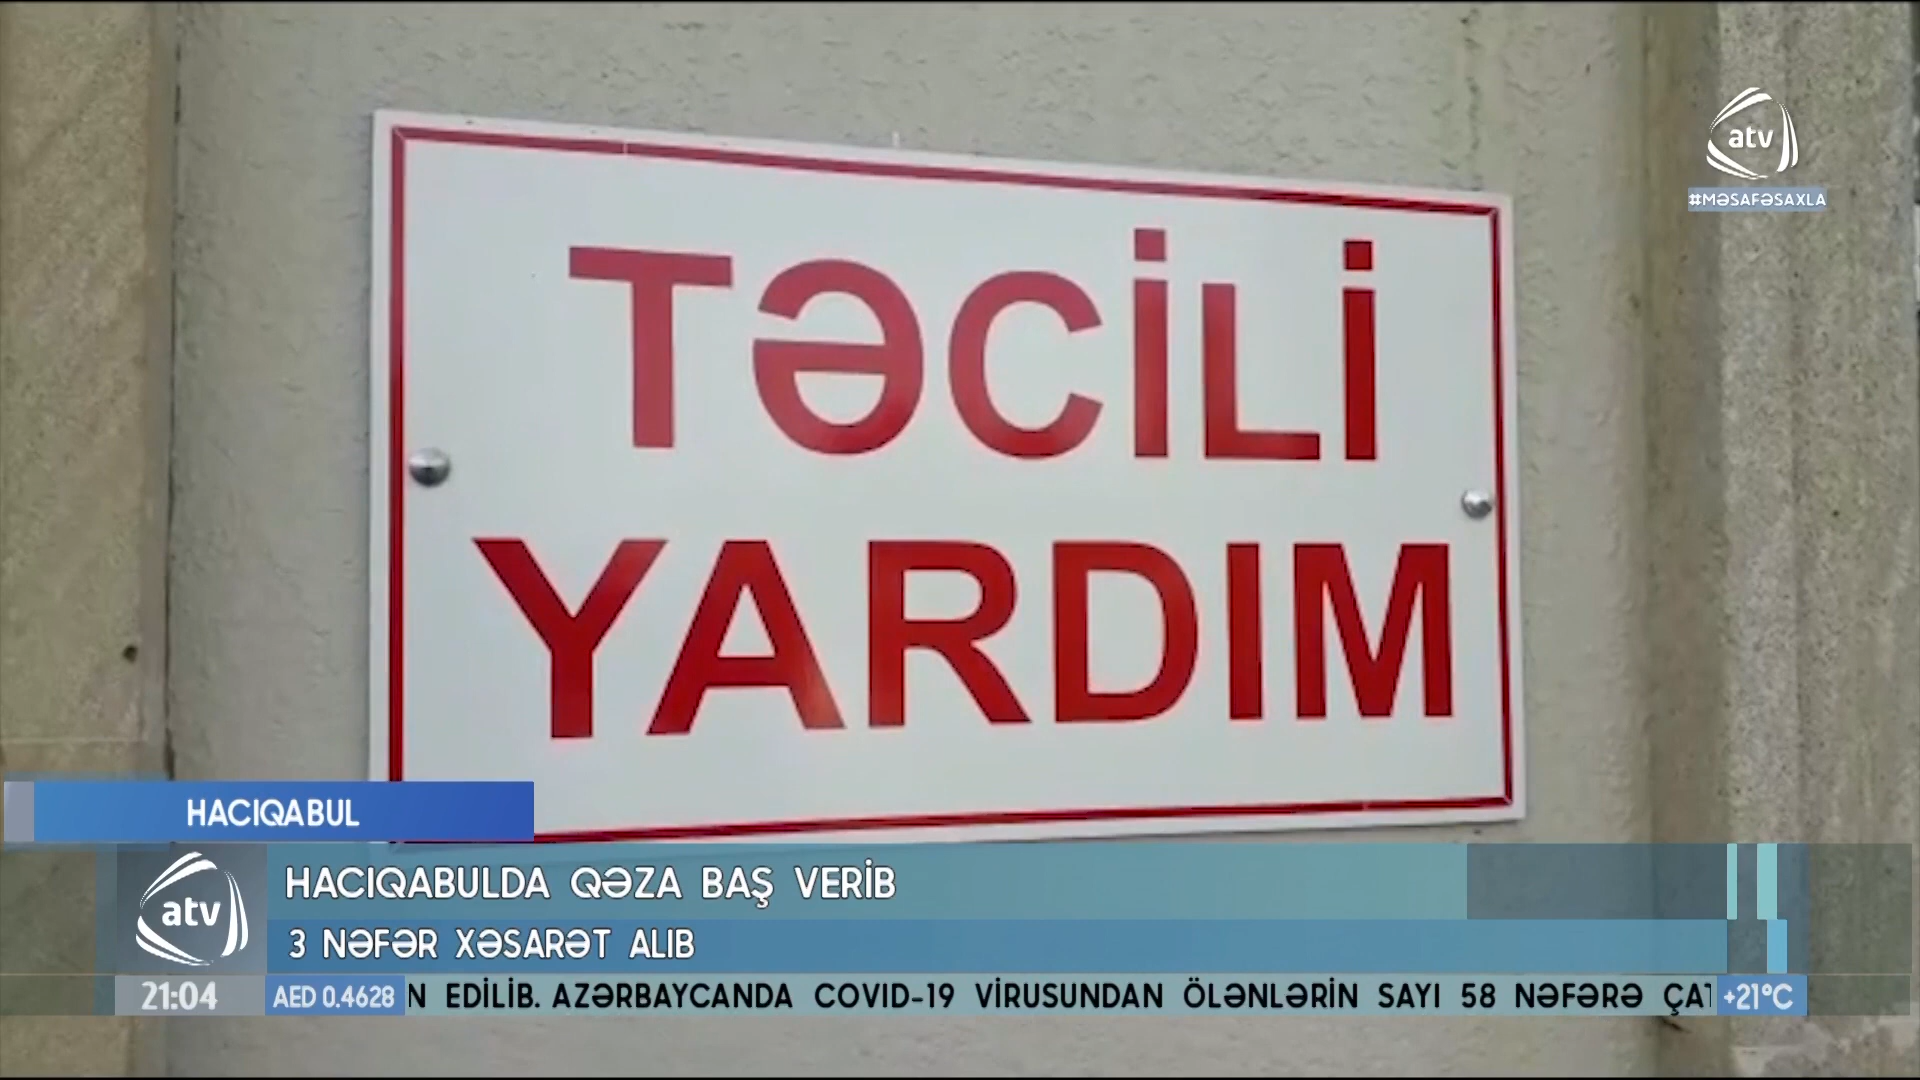 atv
#MƏSAFƏSAXLA
TƏCİLİ
YARDIM
HACIQABUL
atv
HACIQABULDA QƏZA BAŞ VERİB
3 NƏFƏR XƏSARƏT ALIB
21:04 AED 0.4628 EDİLİB. AZƏRBAYCANDA COVID-19 VİRUSUNDAN ÖLƏNLƏRİN SAYI 58 NƏFƏRƏ +21°C